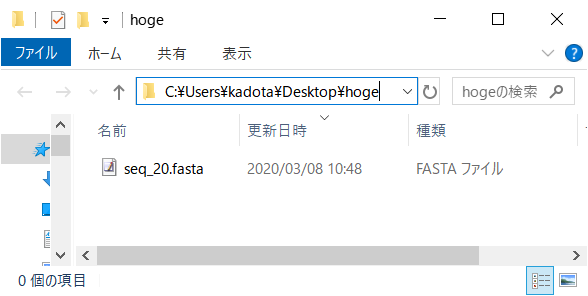 hoge
ファイル ホーム 共有 表示
C:¥Users¥kadota¥Desktop¥hoge hogeの検索
名前 更新日時 種類
seq_20.fasta 2020/03/08 10:48 FASTA ファイル
0 個の項目